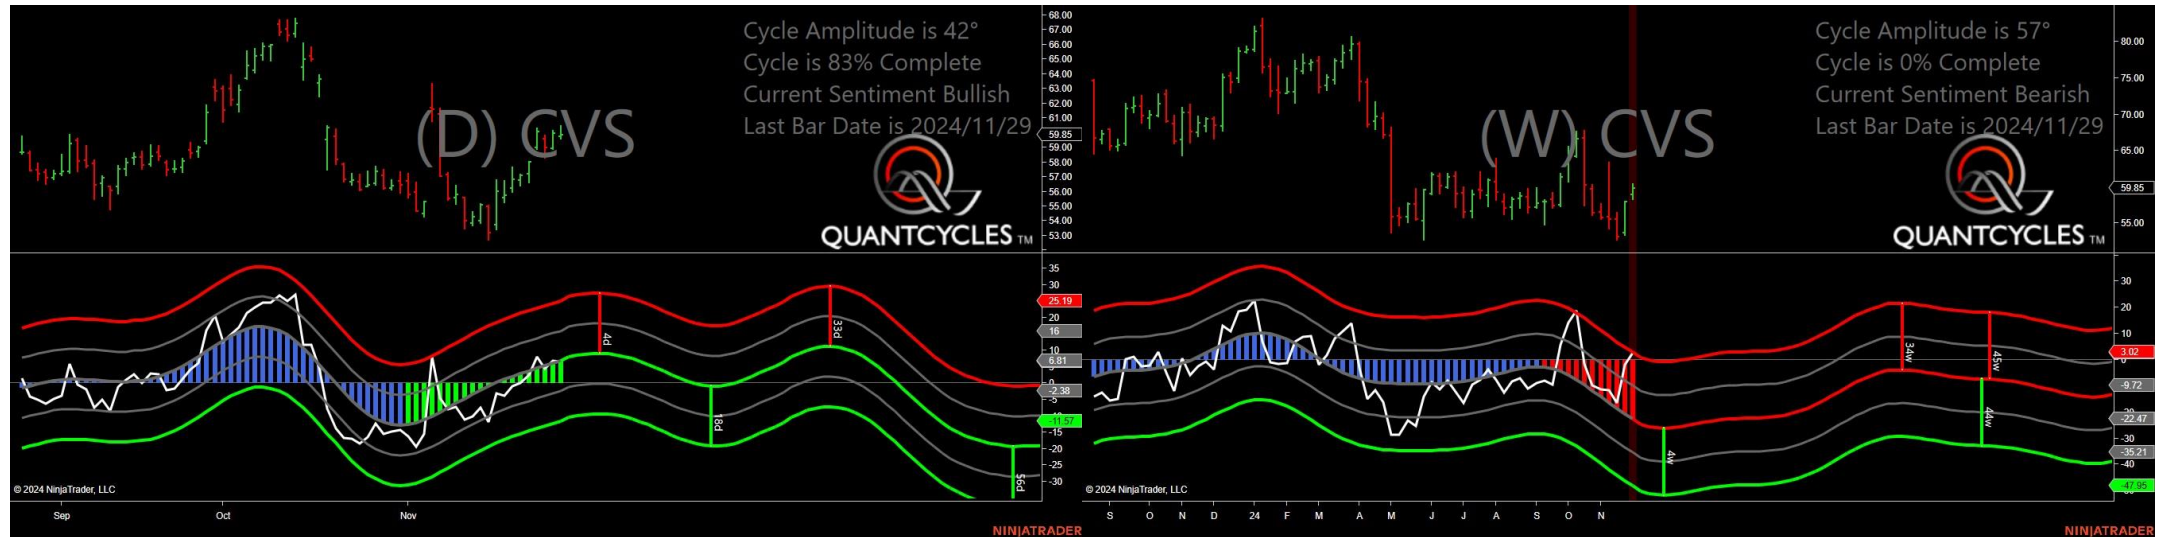 (D) CVS
Cycle Amplitude is 42°
Cycle is 83% Complete
Current Sentiment Bullish
Last Bar Date is 2024/11/29
QUANTCYCLES TM
68.00
67.00
66.00
65.00
64.00
63.00
62.00
61.00
59.85
59.00
58.00
57.00
56.00
55.00
54.00
53.00
35
30
25.19
20
16
10
6.81
0
-2.38
-5
-11.57
-15
-20
-25
-30
4d
18d
33d
56d
© 2024 NinjaTrader, LLC
Sep
Oct
Nov
NINJATRADER
(W) CVS
Cycle Amplitude is 57°
Cycle is 0% Complete
Current Sentiment Bearish
Last Bar Date is 2024/11/29
QUANTCYCLES TM
80.00
75.00
70.00
65.00
59.85
55.00
30
20
10
3.02
-9.72
-22.47
-30
-35.21
-40
-47.95
4w
34w
44w
45w
© 2024 NinjaTrader, LLC
S O N D 24 F M A M J J A S O N
NINJATRADER